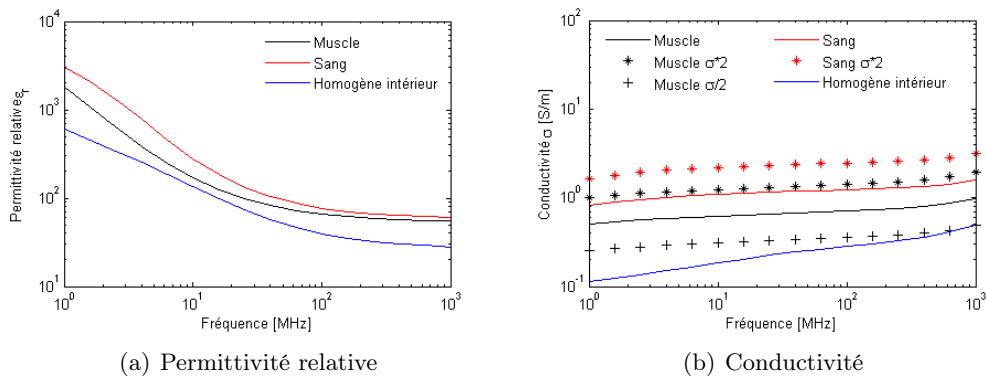 10^4
10^3
10^2
10^1
10^0
10^1
10^2
10^3
Permittivité relative ε_r
Fréquence [MHz]
Muscle
Sang
Homogène intérieur
(a) Permittivité relative
10^2
10^1
10^0
10^-1
10^0
10^1
10^2
10^3
Conductivité σ [S/m]
Fréquence [MHz]
Muscle
Muscle σ*2
Muscle σ/2
Sang
Sang σ*2
Homogène intérieur
(b) Conductivité